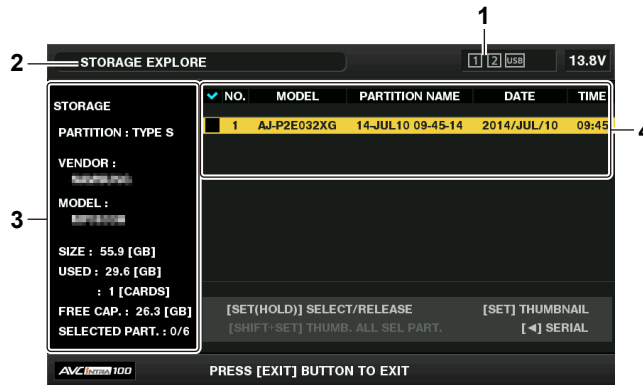 1
2
STORAGE EXPLORE
1 2 USB
13.8V
STORAGE
PARTITION : TYPE S
VENDOR :
MODEL :
3
SIZE : 55.9 [GB]
USED : 29.6 [GB]
: 1 [CARDS]
FREE CAP. : 26.3 [GB]
SELECTED PART. : 0/6
NO. MODEL PARTITION NAME DATE TIME
1 AJ-P2E032XG 14-JUL10 09-45-14 2014/JUL/10 09:45
4
[SET(HOLD)] SELECT/RELEASE [SET] THUMBNAIL
[SHIFT+SET] THUMB. ALL SEL PART. [◄] SERIAL
AVC INTRA 100
PRESS [EXIT] BUTTON TO EXIT